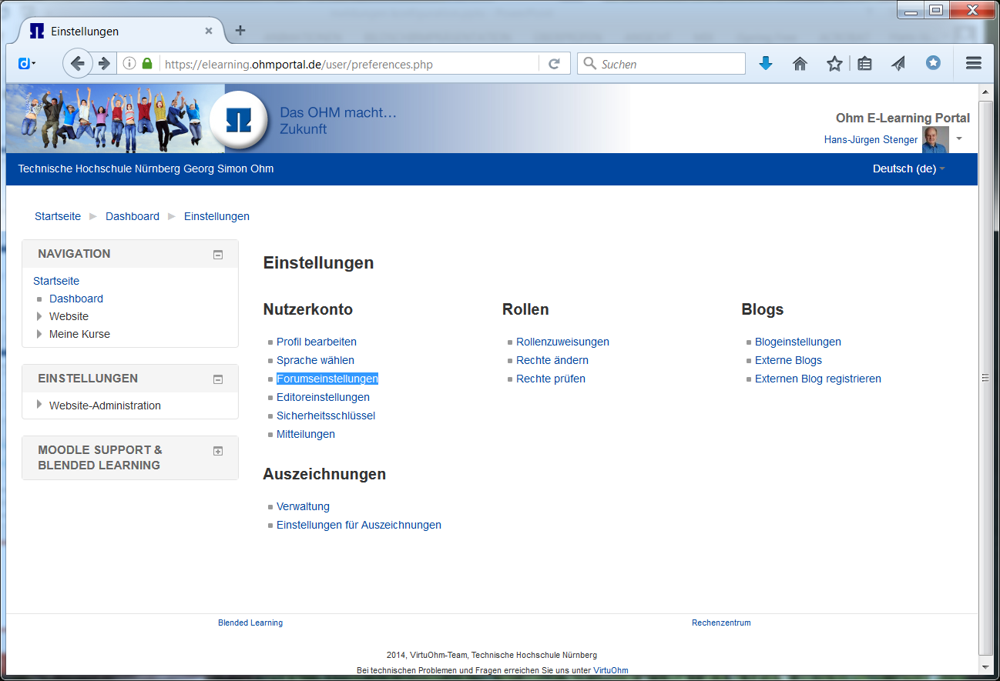 Einstellungen
https://elearning.ohmportal.de/user/preferences.php
Suchen
Das OHM macht...
Zukunft
Ohm E-Learning Portal
Hans-Jürgen Stenger
Technische Hochschule Nürnberg Georg Simon Ohm
Deutsch (de)
Startseite
Dashboard
Einstellungen
NAVIGATION
Startseite
Dashboard
Website
Meine Kurse
EINSTELLUNGEN
Website-Administration
MOODLE SUPPORT &
BLENDED LEARNING
Einstellungen
Nutzerkonto
Profil bearbeiten
Sprache wählen
Forumseinstellungen
Editoreinstellungen
Sicherheitsschlüssel
Mitteilungen
Auszeichnungen
Verwaltung
Einstellungen für Auszeichnungen
Rollen
Rollenzuweisungen
Rechte ändern
Rechte prüfen
Blogs
Blogeinstellungen
Externe Blogs
Externen Blog registrieren
Blended Learning
Rechenzentrum
2014, VirtuOhm-Team, Technische Hochschule Nürnberg
Bei technischen Problemen und Fragen erreichen Sie uns unter VirtuOhm